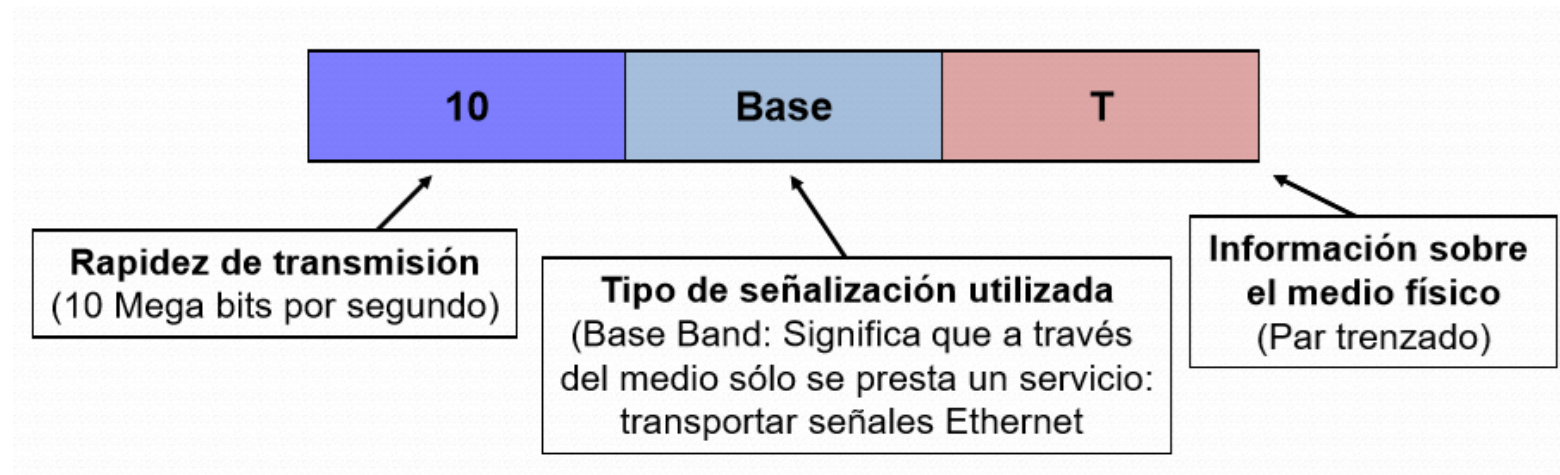 10
Base
T
Rapidez de transmisión
(10 Mega bits por segundo)
Tipo de señalización utilizada
(Base Band: Significa que a través
del medio sólo se presta un servicio:
transportar señales Ethernet
Información sobre
el medio físico
(Par trenzado)